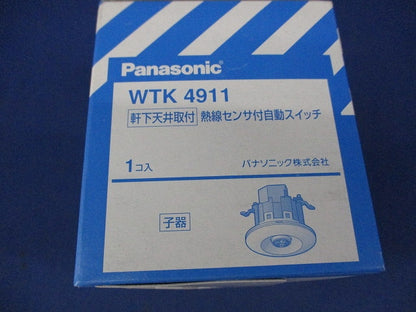 Panasonic
WTK 4911
軒下天井取付 熱線センサ付自動スイッチ
1コ入 パナソニック株式会社
子器